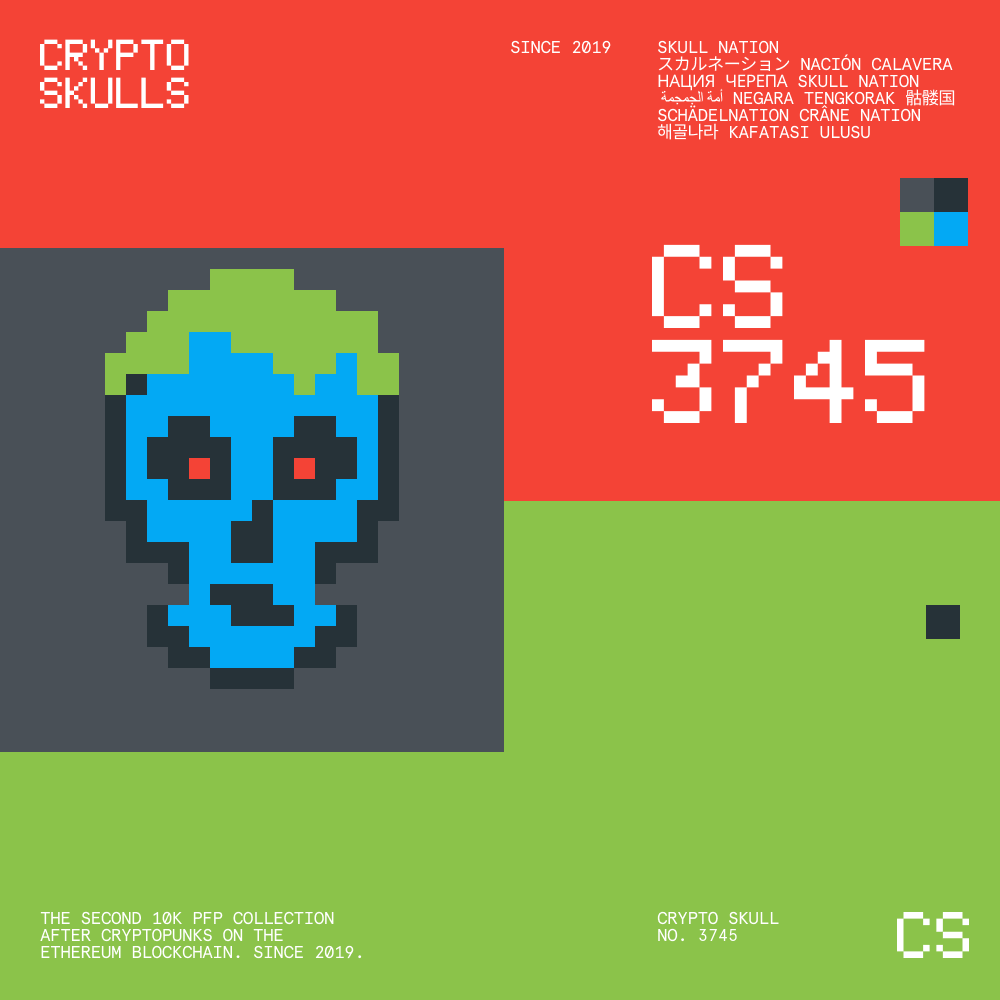 CRYPTO
SKULLS
SINCE 2019
SKULL NATION
スカルネーション NACIÓN CALAVERA
НАЦИЯ ЧЕРЕПА SKULL NATION
أمة الجمجمة NEGARA TENGKORAK 骷髅国
SCHÄDELNATION CRÂNE NATION
해골나라 KAFATASI ULUSU
CS
3745
THE SECOND 10K PFP COLLECTION
AFTER CRYPTOPUNKS ON THE
ETHEREUM BLOCKCHAIN. SINCE 2019.
CRYPTO SKULL
NO. 3745
CS